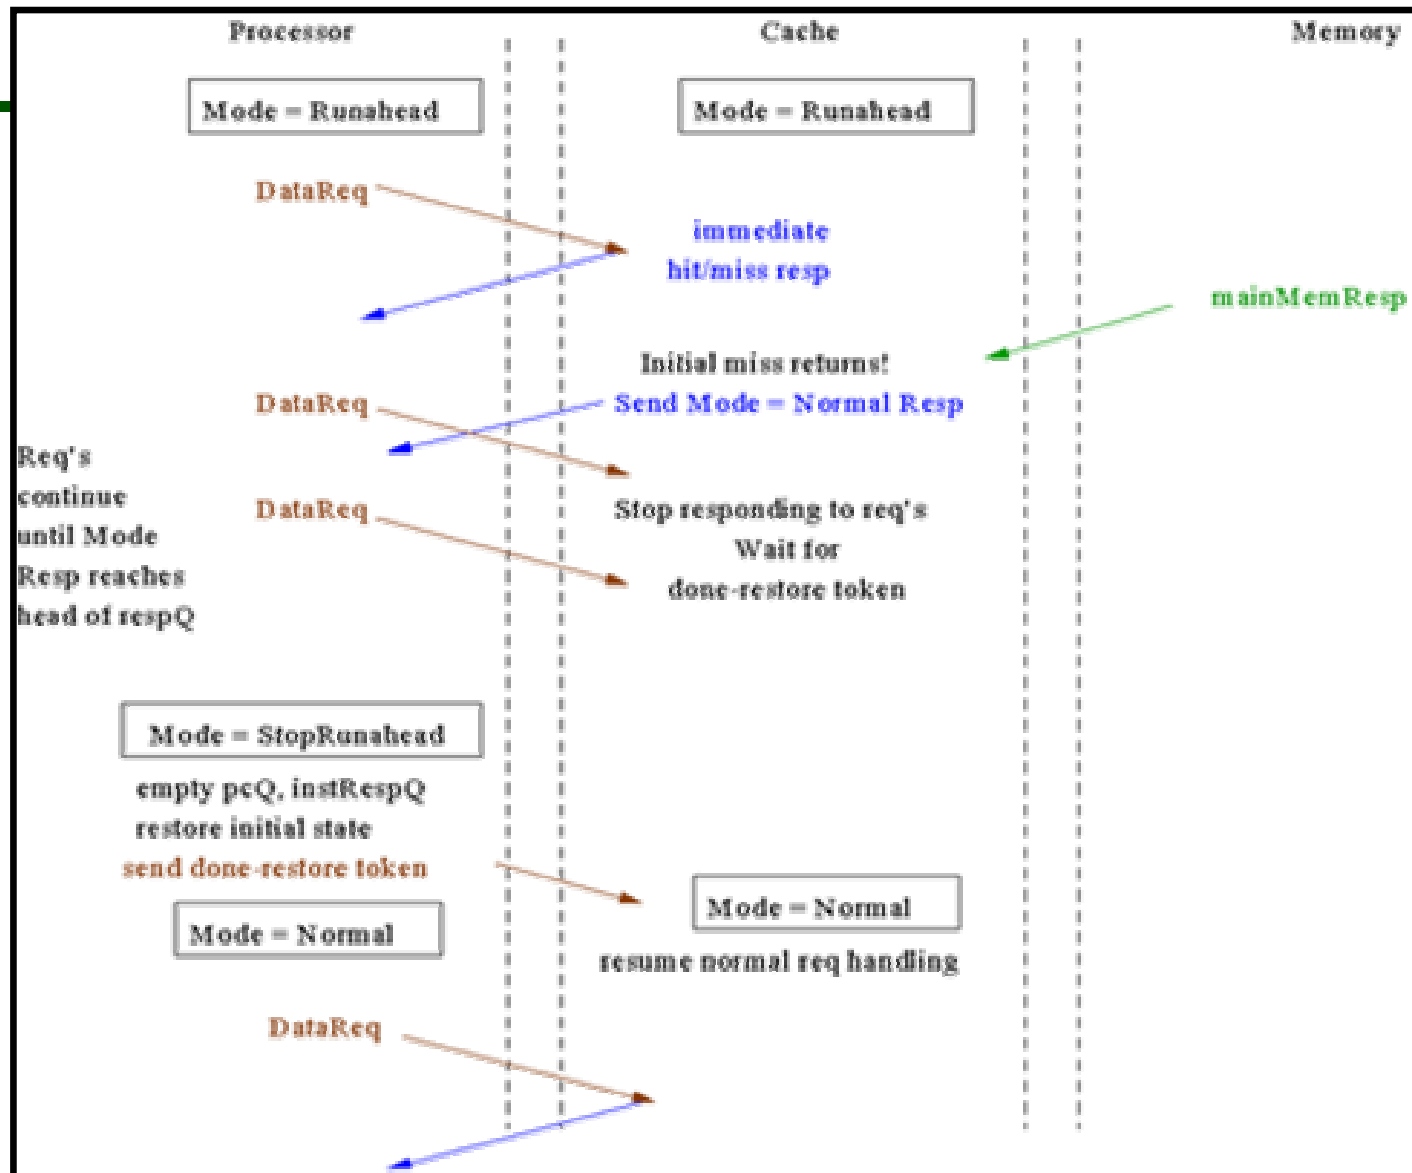 Processor Cache Memory
Mode = Runahead Mode = Runahead
DataReq
immediate
hit/miss resp
mainMemResp
Initial miss returns!
DataReq Send Mode = Normal Resp
Req's
continue
until Mode
Resp reaches
head of respQ
DataReq
Stop responding to req's
Wait for
done-restore token
Mode = StopRunahead
empty pcQ, instRespQ
restore initial state
send done-restore token
Mode = Normal
Mode = Normal
resume normal req handling
DataReq